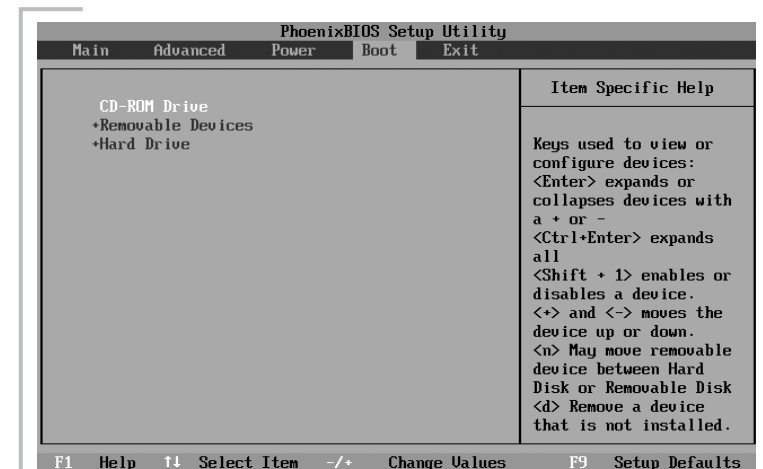 PhoenixBIOS Setup Utility
Main Advanced Power Boot Exit
CD-ROM Drive
+Removable Devices
+Hard Drive
Item Specific Help
Keys used to view or
configure devices:
<Enter> expands or
collapses devices with
a + or -
<Ctrl+Enter> expands
all
<Shift + 1> enables or
disables a device.
<+> and <-> moves the
device up or down.
<n> May move removable
device between Hard
Disk or Removable Disk
<d> Remove a device
that is not installed.
F1 Help ↑↓ Select Item -/+ Change Values F9 Setup Defaults